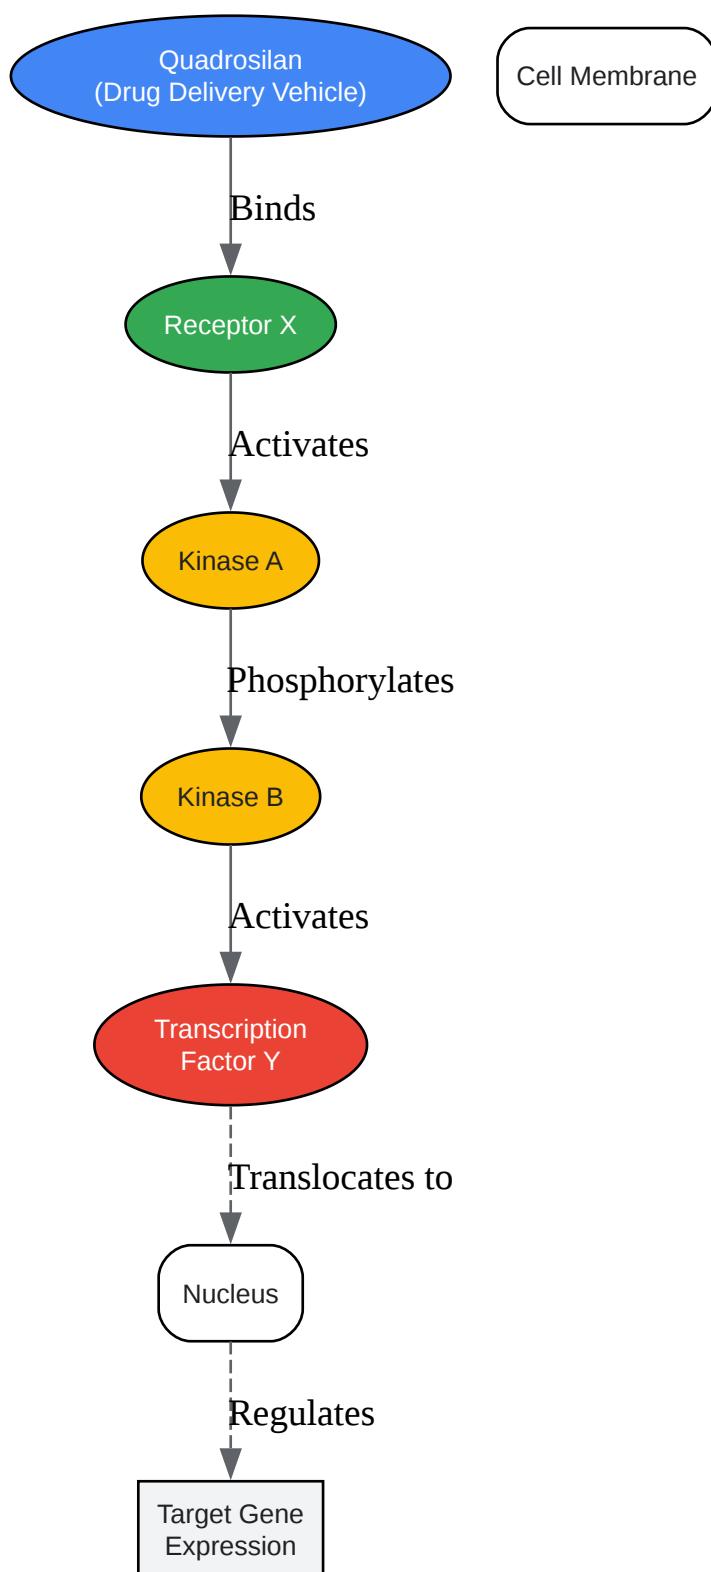 Quadrosilan
(Drug Delivery Vehicle)
Cell Membrane
Binds
Receptor X
Activates
Kinase A
Phosphorylates
Kinase B
Activates
Transcription
Factor Y
Translocates to
Nucleus
Regulates
Target Gene
Expression